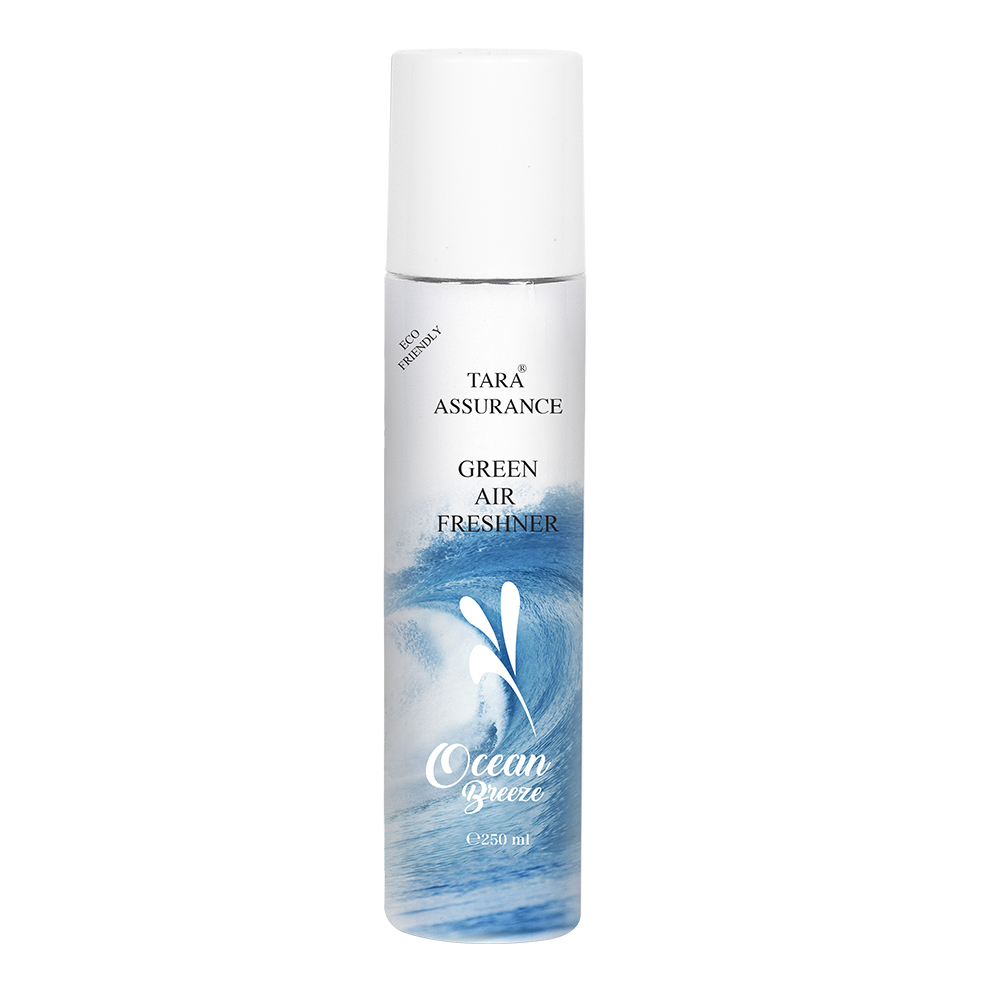 ECO
FRIENDLY
TARA®
ASSURANCE
GREEN
AIR
FRESHNER
Ocean
Breeze
℮250 ml